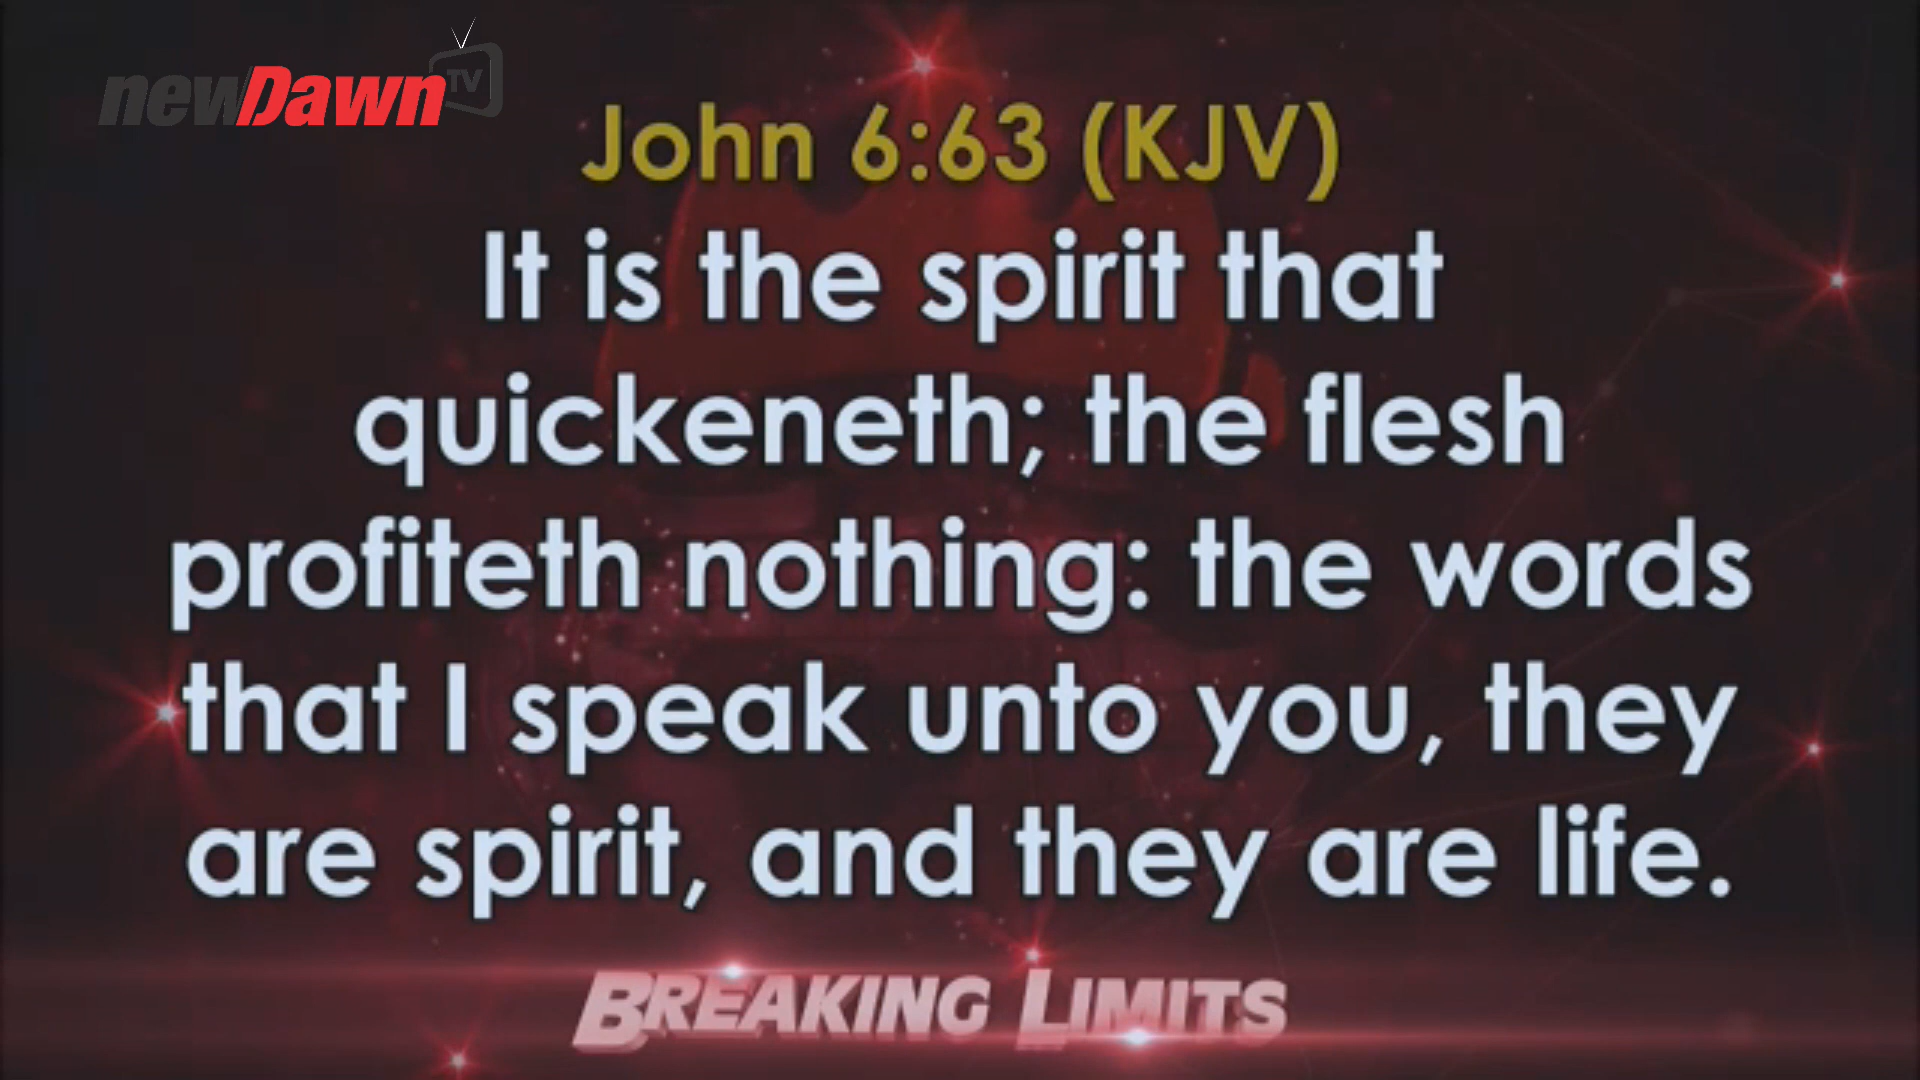 newDawn TV
John 6:63 (KJV)
It is the spirit that
quickeneth; the flesh
profiteth nothing: the words
that I speak unto you, they
are spirit, and they are life.
BREAKING LIMITS